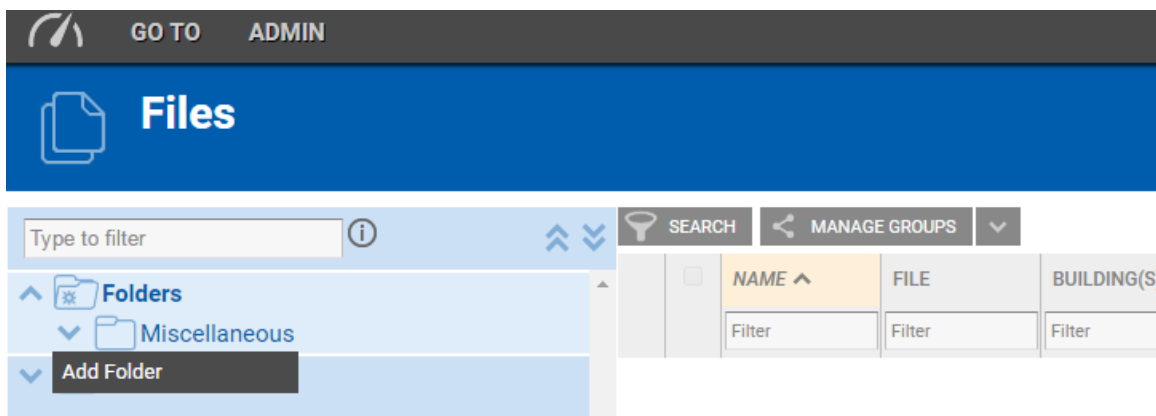 GO TO ADMIN
Files
Type to filter
SEARCH MANAGE GROUPS
Folders
Miscellaneous
Add Folder
NAME FILE BUILDING(S
Filter Filter Filter